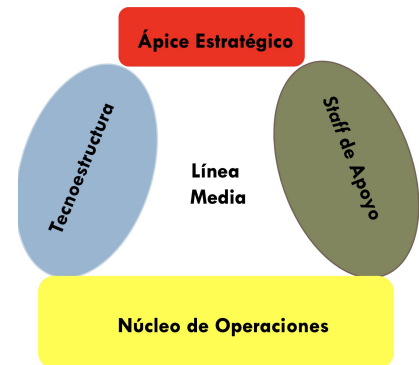 Ápice Estratégico
Tecnoestructura
Línea
Media
Staff de Apoyo
Núcleo de Operaciones